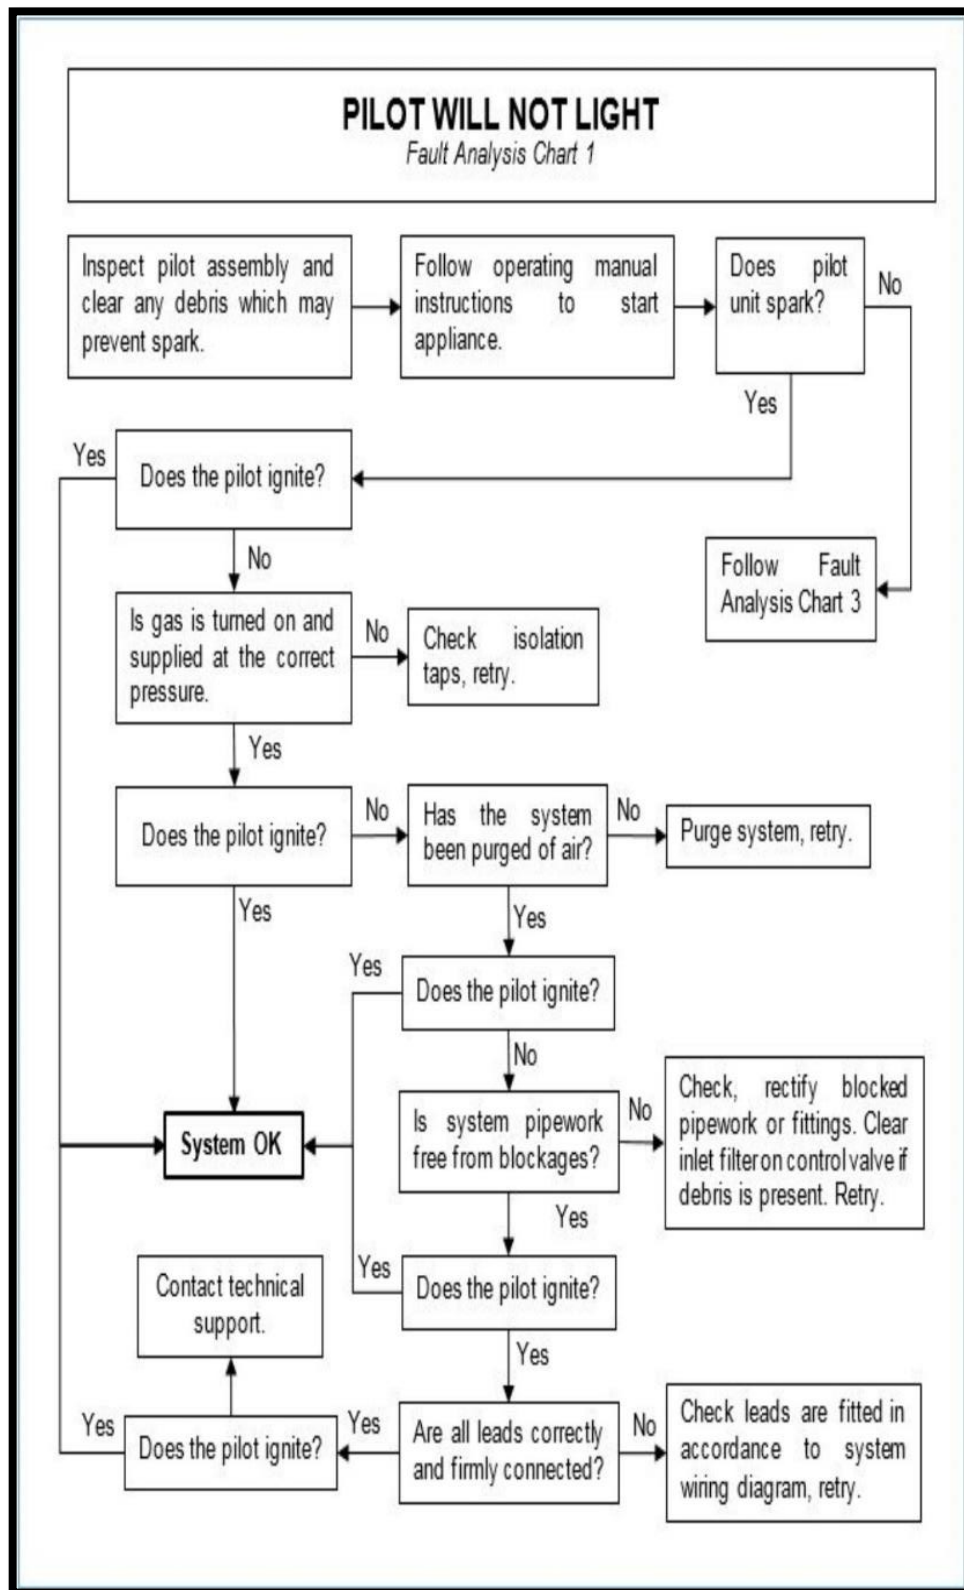 PILOT WILL NOT LIGHT
Fault Analysis Chart 1
Inspect pilot assembly and
clear any debris which may
prevent spark.
Follow operating manual
instructions to start
appliance.
Does pilot
unit spark?
No
Yes
Yes
Does the pilot ignite?
No
Follow Fault
Analysis Chart 3
Is gas is turned on and
supplied at the correct
pressure.
No
Check isolation
taps, retry.
Yes
Does the pilot ignite?
No
Has the system
been purged of air?
No
Purge system, retry.
Yes
Yes
Yes
Does the pilot ignite?
No
System OK
Is system pipework
free from blockages?
No
Check, rectify blocked
pipework or fittings. Clear
inlet filter on control valve if
debris is present. Retry.
Yes
Contact technical
support.
Yes
Does the pilot ignite?
Yes
Yes
Does the pilot ignite?
Yes
Are all leads correctly
and firmly connected?
No
Check leads are fitted in
accordance to system
wiring diagram, retry.